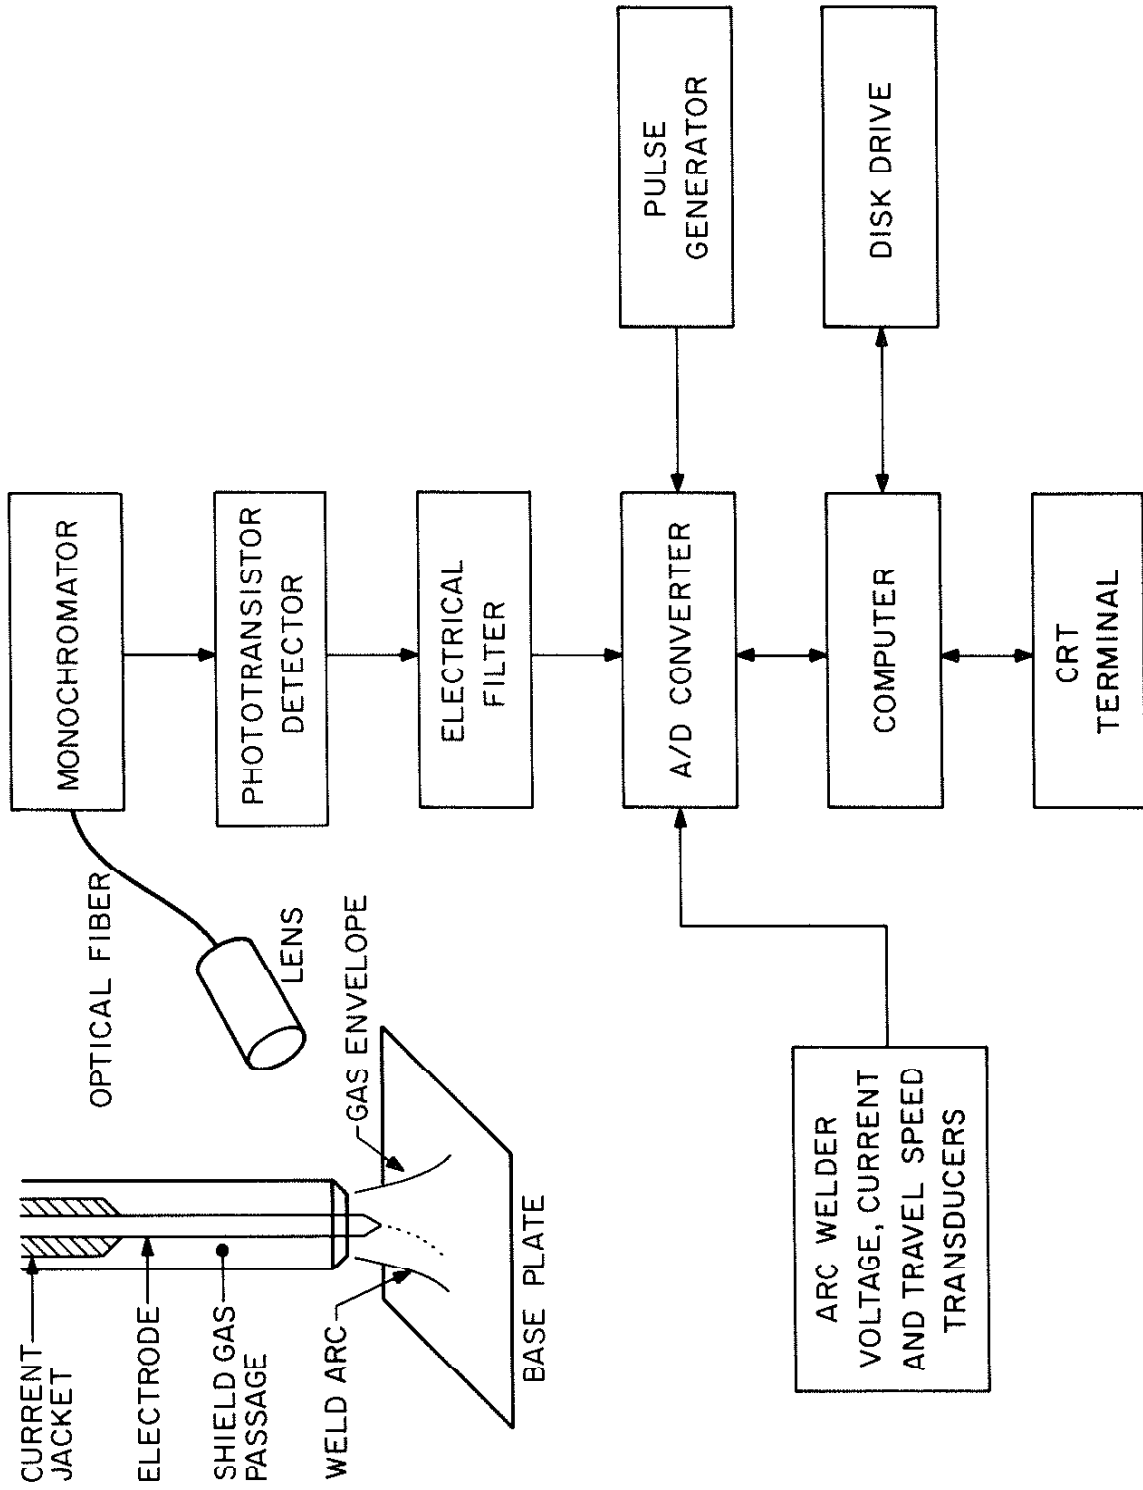 CURRENT
JACKET
ELECTRODE
SHIELD GAS
PASSAGE
WELD ARC
BASE PLATE
GAS ENVELOPE
OPTICAL FIBER
LENS
MONOCHROMATOR
PHOTOTRANSISTOR
DETECTOR
ELECTRICAL
FILTER
A/D CONVERTER
COMPUTER
CRT
TERMINAL
PULSE
GENERATOR
DISK DRIVE
ARC WELDER
VOLTAGE, CURRENT
AND TRAVEL SPEED
TRANSDUCERS